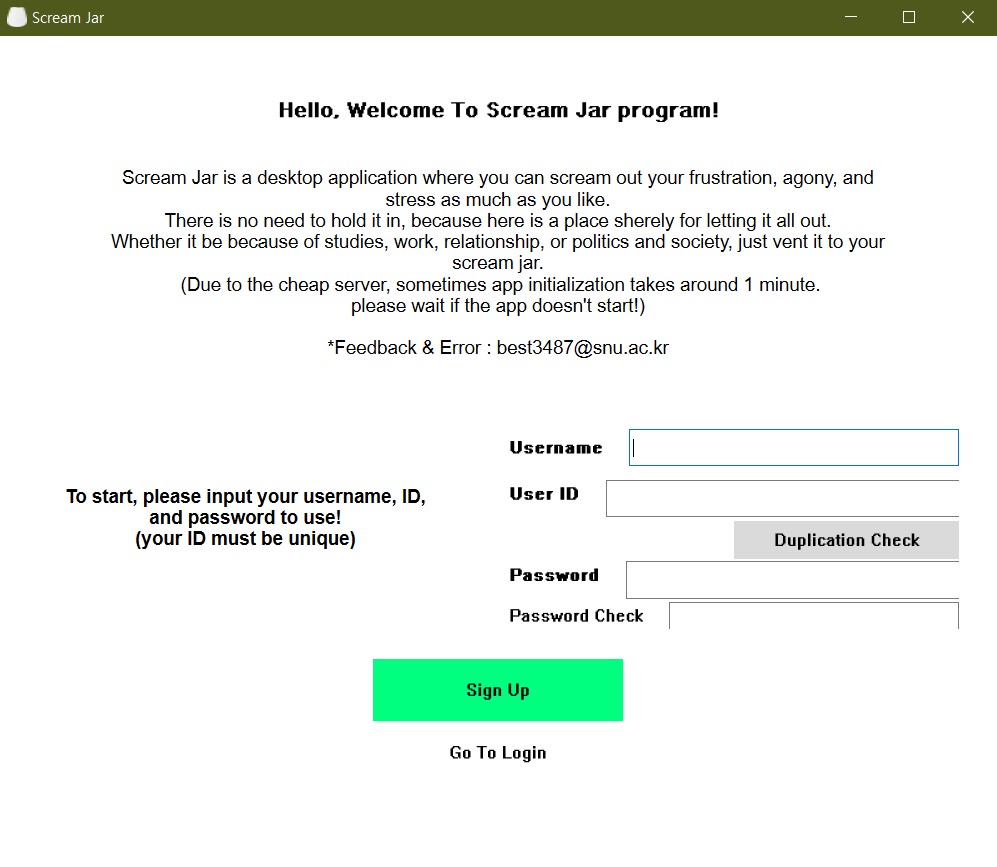 Scream Jar
Hello, Welcome To Scream Jar program!
Scream Jar is a desktop application where you can scream out your frustration, agony, and
stress as much as you like.
There is no need to hold it in, because here is a place sherely for letting it all out.
Whether it be because of studies, work, relationship, or politics and society, just vent it to your
scream jar.
(Due to the cheap server, sometimes app initialization takes around 1 minute.
please wait if the app doesn't start!)
*Feedback & Error : best3487@snu.ac.kr
To start, please input your username, ID,
and password to use!
(your ID must be unique)
Username
User ID
Duplication Check
Password
Password Check
Sign Up
Go To Login